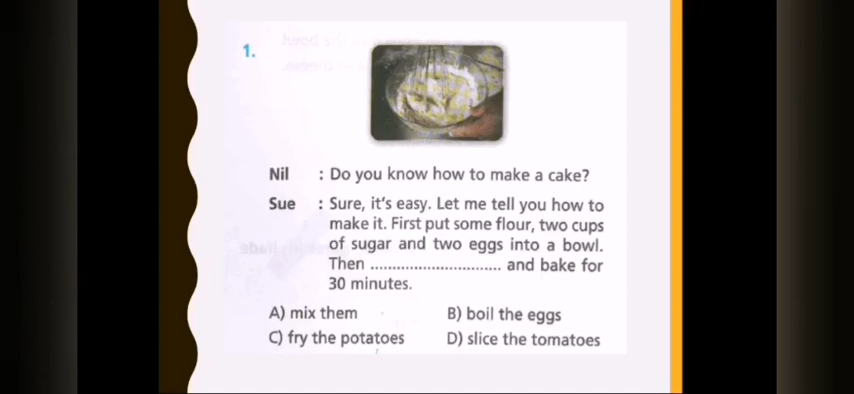 1.
Nil : Do you know how to make a cake?
Sue : Sure, it's easy. Let me tell you how to
make it. First put some flour, two cups
of sugar and two eggs into a bowl.
Then .............................. and bake for
30 minutes.
A) mix them B) boil the eggs
C) fry the potatoes D) slice the tomatoes